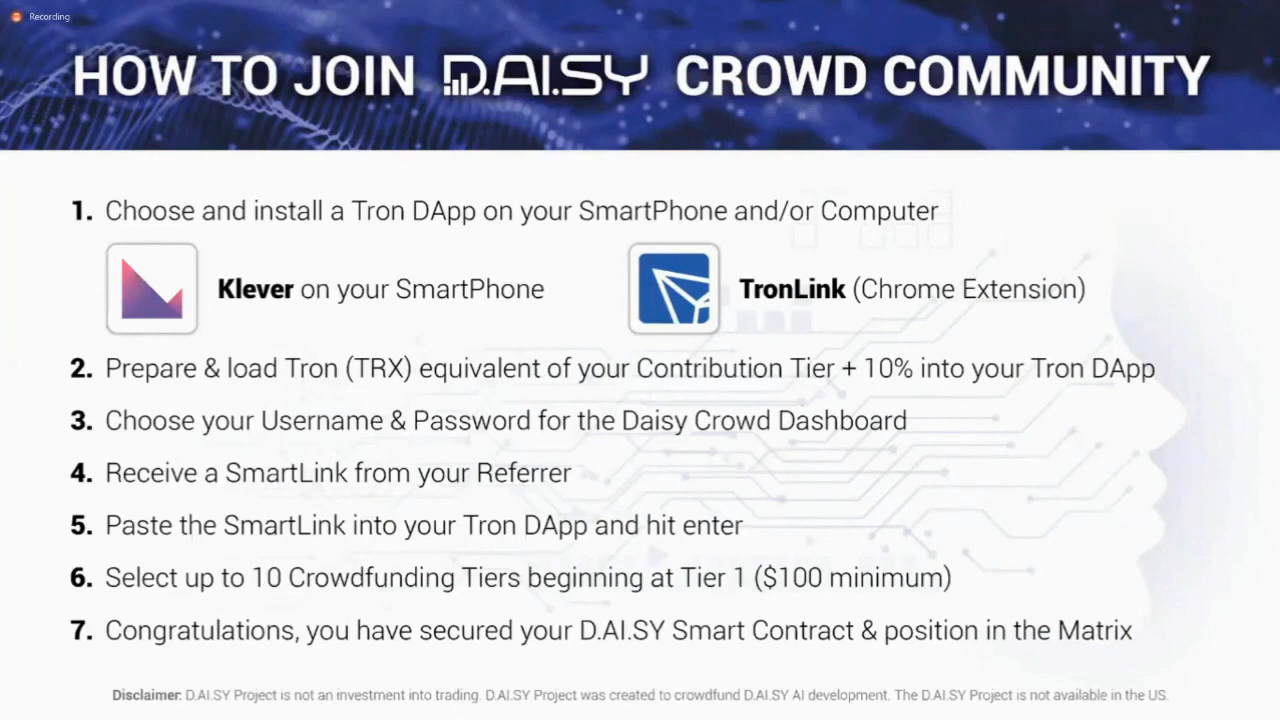 Recording
HOW TO JOIN D.AI.SY CROWD COMMUNITY
1. Choose and install a Tron DApp on your SmartPhone and/or Computer
Klever on your SmartPhone
TronLink (Chrome Extension)
2. Prepare & load Tron (TRX) equivalent of your Contribution Tier + 10% into your Tron DApp
3. Choose your Username & Password for the Daisy Crowd Dashboard
4. Receive a SmartLink from your Referrer
5. Paste the SmartLink into your Tron DApp and hit enter
6. Select up to 10 Crowdfunding Tiers beginning at Tier 1 ($100 minimum)
7. Congratulations, you have secured your D.AI.SY Smart Contract & position in the Matrix
Disclaimer: D.AI.SY Project is not an investment into trading. D.AI.SY Project was created to crowdfund D.AI.SY AI development. The D.AI.SY Project is not available in the US.